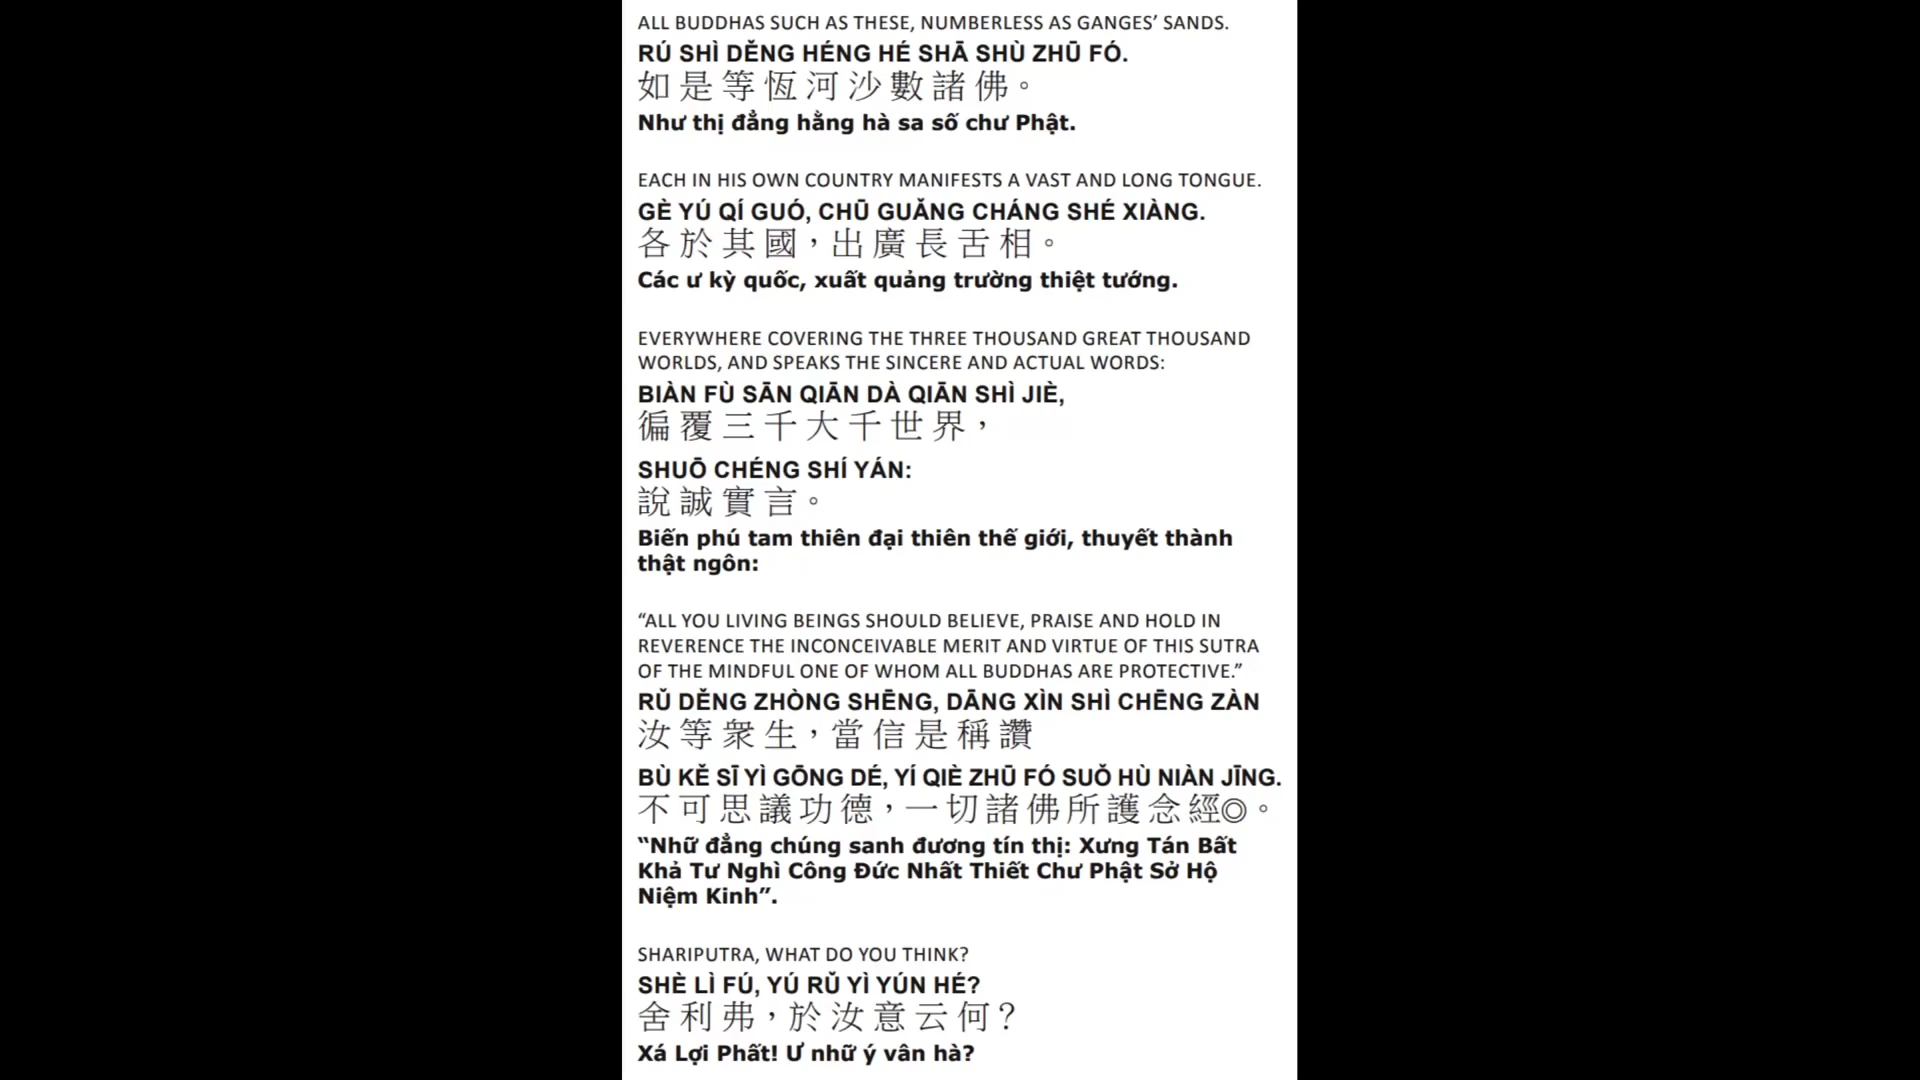 ALL BUDDHAS SUCH AS THESE, NUMBERLESS AS GANGES’ SANDS.
RÚ SHÌ DĚNG HÉNG HÉ SHĀ SHÙ ZHŪ FÓ.
如是等恆河沙數諸佛。
Như thị đẳng hằng hà sa số chư Phật.
EACH IN HIS OWN COUNTRY MANIFESTS A VAST AND LONG TONGUE.
GÈ YÚ QÍ GUÓ, CHŪ GUǍNG CHÁNG SHÉ XIÀNG.
各於其國，出廣長舌相。
Các ư kỳ quốc, xuất quảng trường thiệt tướng.
EVERYWHERE COVERING THE THREE THOUSAND GREAT THOUSAND
WORLDS, AND SPEAKS THE SINCERE AND ACTUAL WORDS:
BIÀN FÙ SĀN QIĀN DÀ QIĀN SHÌ JIÈ,
徧覆三千大千世界，
SHUŌ CHÉNG SHÍ YÁN:
說誠實言。
Biến phú tam thiên đại thiên thế giới, thuyết thành
thật ngôn:
“ALL YOU LIVING BEINGS SHOULD BELIEVE, PRAISE AND HOLD IN
REVERENCE THE INCONCEIVABLE MERIT AND VIRTUE OF THIS SUTRA
OF THE MINDFUL ONE OF WHOM ALL BUDDHAS ARE PROTECTIVE.”
RǓ DĚNG ZHÒNG SHĒNG, DĀNG XÌN SHÌ CHĒNG ZÀN
汝等衆生，當信是稱讚
BÙ KĚ SĪ YÌ GŌNG DÉ, YÍ QIÈ ZHŪ FÓ SUǑ HÙ NIÀN JĪNG.
不可思議功德，一切諸佛所護念經◎。
“Nhữ đẳng chúng sanh đương tín thị: Xưng Tán Bất
Khả Tư Nghì Công Đức Nhất Thiết Chư Phật Sở Hộ
Niệm Kinh”.
SHARIPUTRA, WHAT DO YOU THINK?
SHÈ LÌ FÚ, YÚ RǓ YÌ YÚN HÉ?
舍利弗，於汝意云何？
Xá Lợi Phất! Ư nhữ ý vân hà?